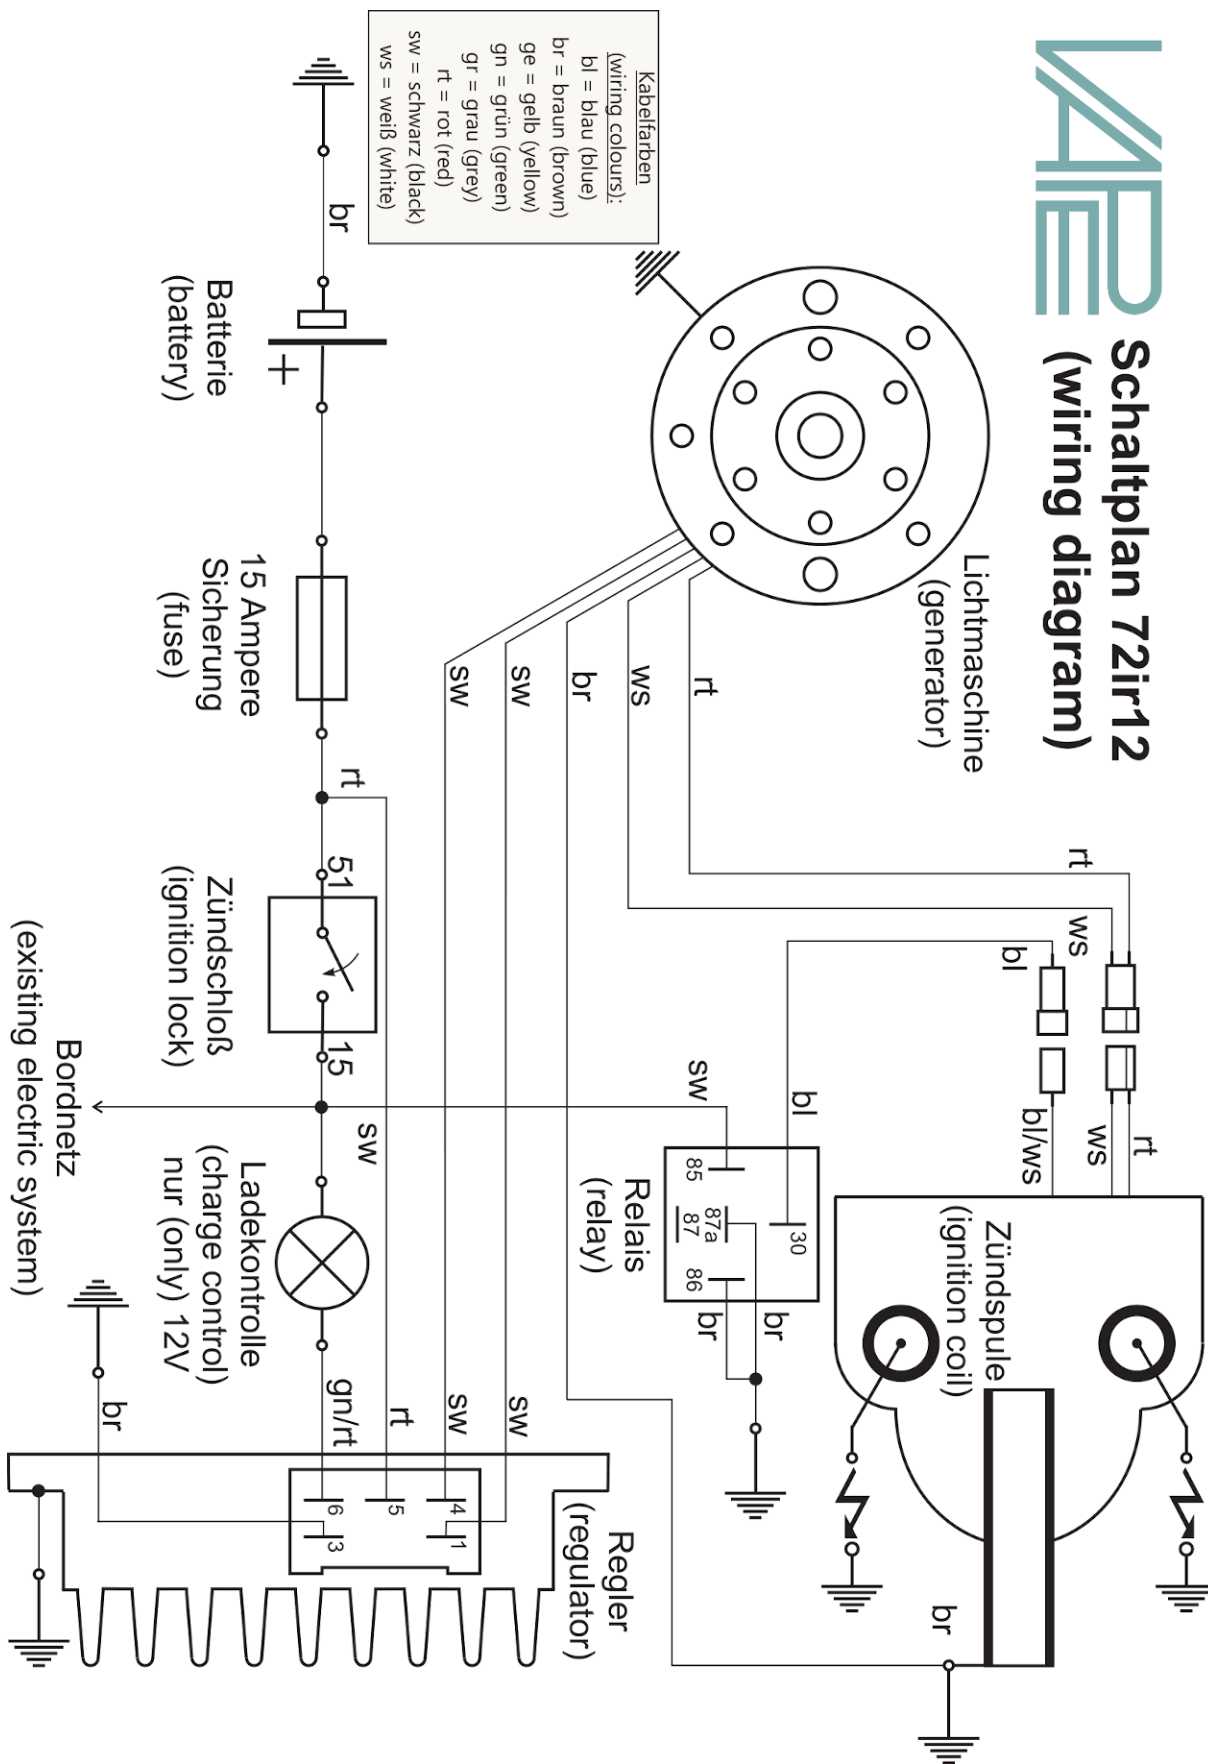 VAPE
Schaltplan 72ir12
(wiring diagram)
Kabelfarben
(wiring colours):
bl = blau (blue)
br = braun (brown)
ge = gelb (yellow)
gn = grün (green)
gr = grau (grey)
rt = rot (red)
sw = schwarz (black)
ws = weiß (white)
Lichtmaschine
(generator)
rt
ws
br
sw
sw
rt
ws
bl
rt
ws
bl/ws
Zündspule
(ignition coil)
br
sw
bl
85
87a
87
86
30
Relais
(relay)
br
br
br
Batterie
(battery)
+
15 Ampere
Sicherung
(fuse)
rt
51
Zündschloß
(ignition lock)
15
sw
Bordnetz
(existing electric system)
Ladekontrolle
(charge control)
nur (only) 12V
gn/rt
rt
sw
sw
br
6
5
4
3
1
Regler
(regulator)